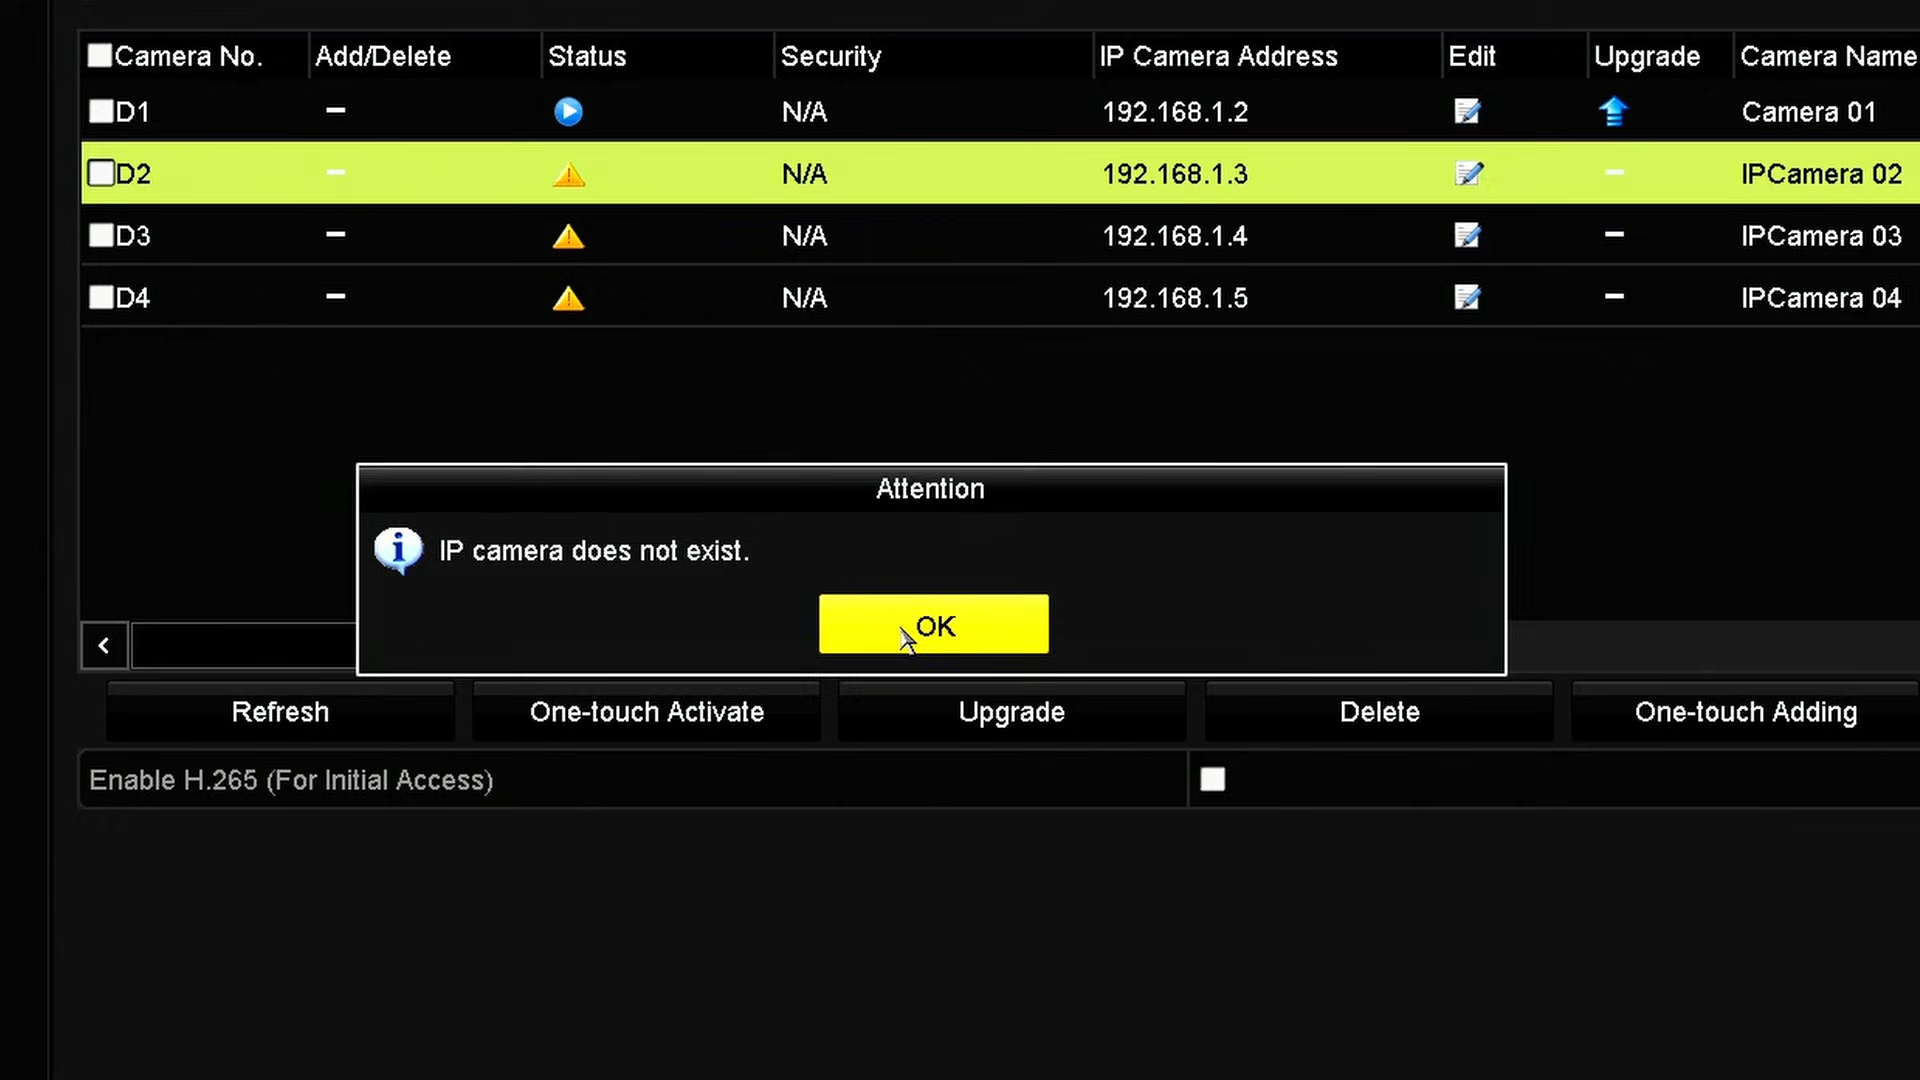 Camera No. Add/Delete Status Security IP Camera Address Edit Upgrade Camera Name
D1 – N/A 192.168.1.2 Camera 01
D2 – N/A 192.168.1.3 – IPCamera 02
D3 – N/A 192.168.1.4 – IPCamera 03
D4 – N/A 192.168.1.5 – IPCamera 04
Attention
IP camera does not exist.
OK
Refresh One-touch Activate Upgrade Delete One-touch Adding
Enable H.265 (For Initial Access)